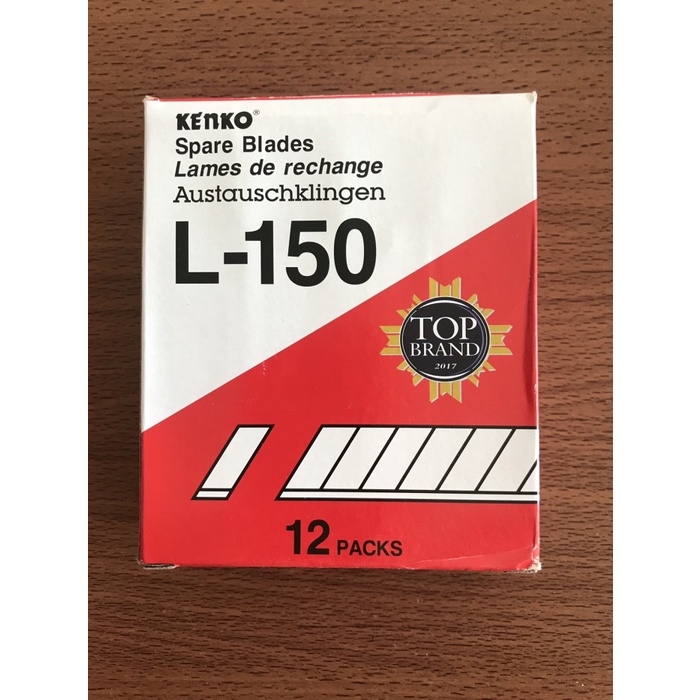 KENKO®
Spare Blades
Lames de rechange
Austauschklingen
L-150
TOP
BRAND
2017
12 PACKS